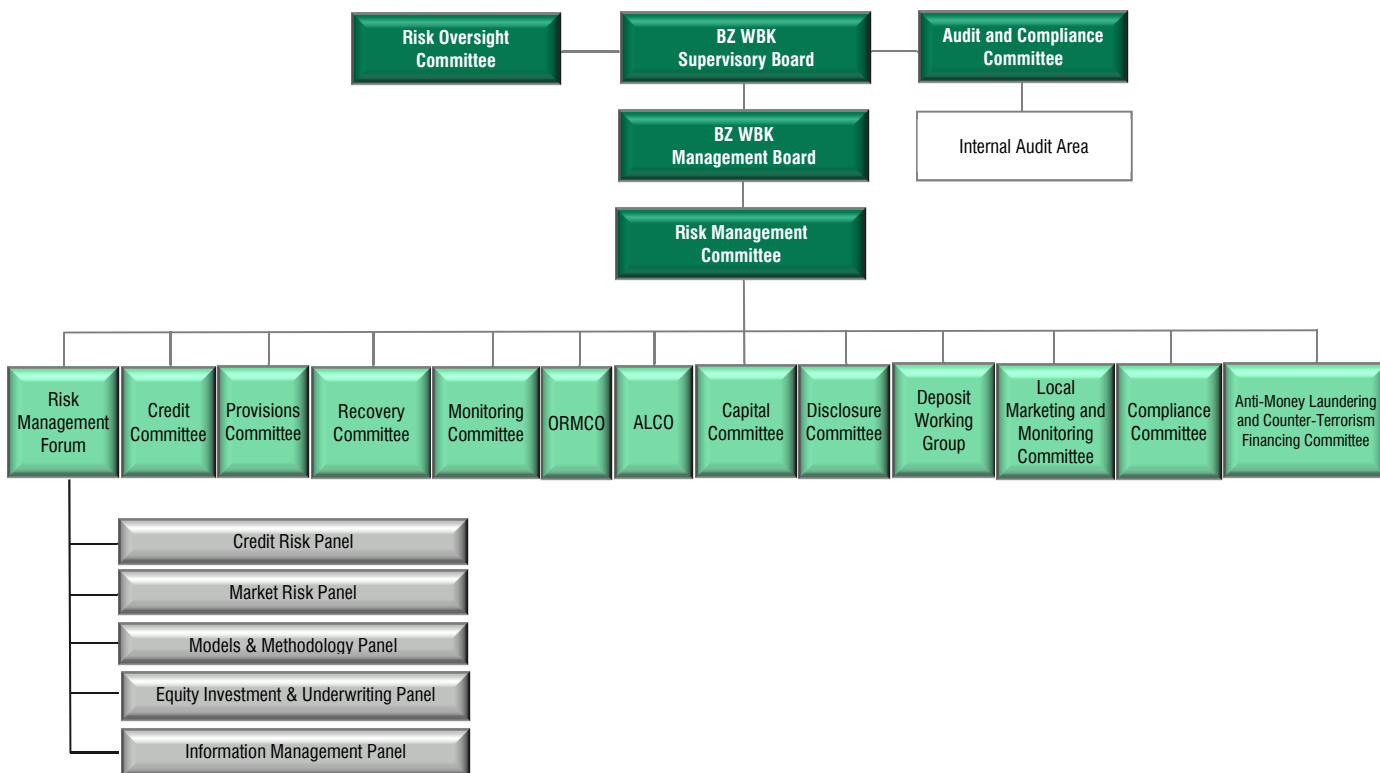 Risk Oversight
Committee
BZ WBK
Supervisory Board
Audit and Compliance
Committee
BZ WBK
Management Board
Internal Audit Area
Risk Management
Committee
Risk
Management
Forum
Credit
Committee
Provisions
Committee
Recovery
Committee
Monitoring
Committee
ORMCO
ALCO
Capital
Committee
Disclosure
Committee
Deposit
Working
Group
Local
Marketing and
Monitoring
Committee
Compliance
Committee
Anti-Money Laundering
and Counter-Terrorism
Financing Committee
Credit Risk Panel
Market Risk Panel
Models & Methodology Panel
Equity Investment & Underwriting Panel
Information Management Panel